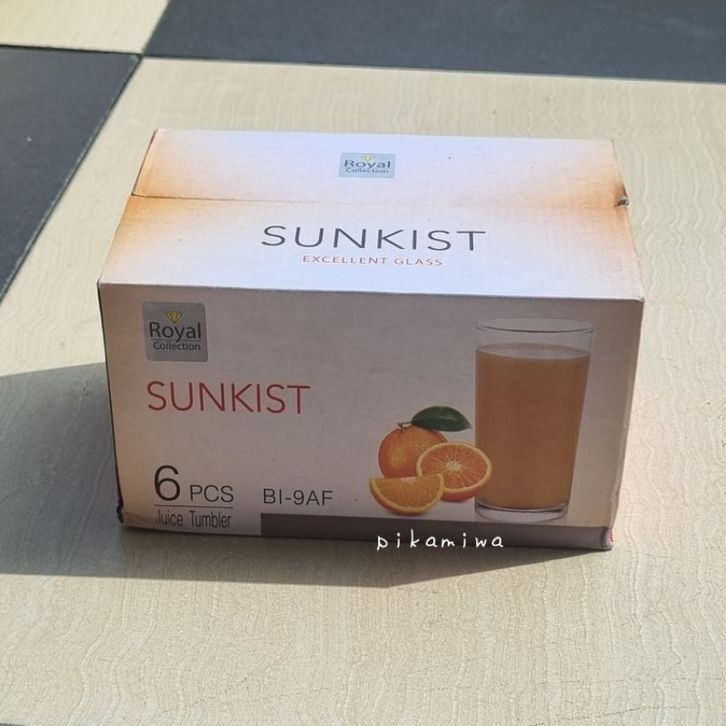 Royal
Collection
SUNKIST
EXCELLENT GLASS
Royal
Collection
SUNKIST
6 PCS BI-9AF
Juice Tumbler
pikamiwa